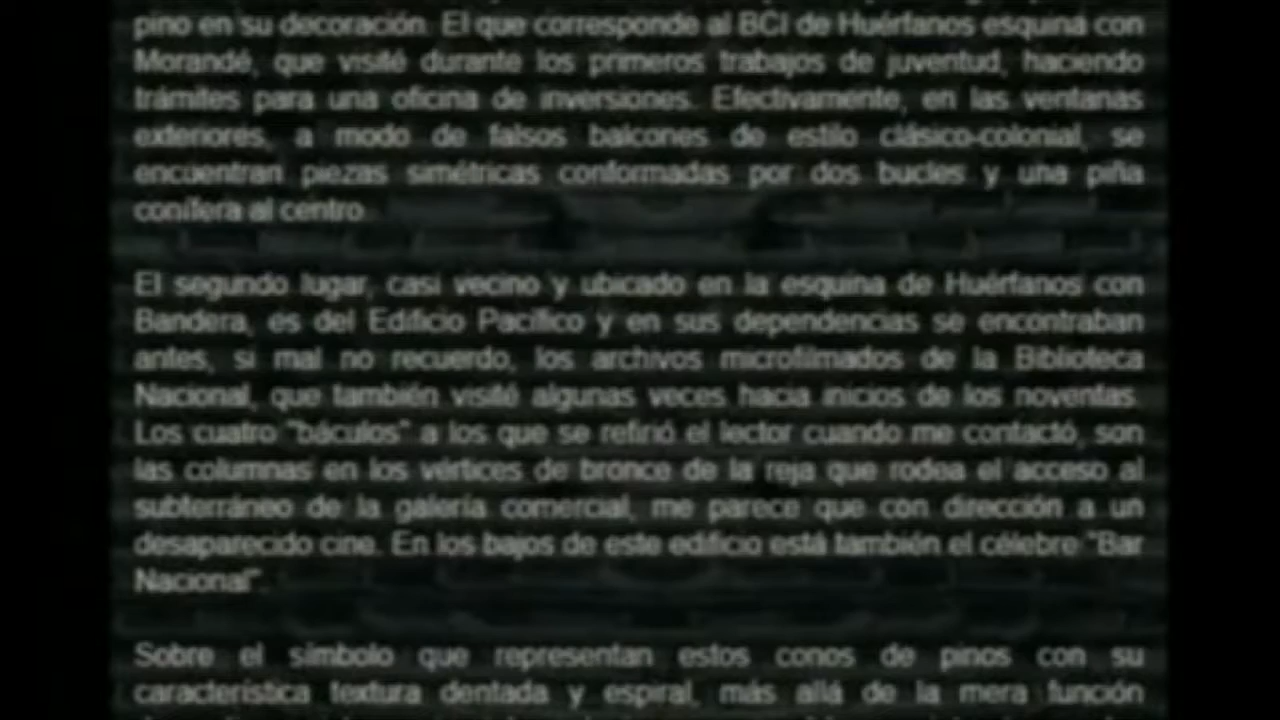 pino en su decoración. El que corresponde al BCI de Huérfanos esquina con
Morandé, que visité durante los primeros trabajos de juventud, haciendo
trámites para una oficina de inversiones. Efectivamente, en las ventanas
exteriores, a modo de falsos balcones de estilo clásico-colonial, se
encuentran piezas simétricas conformadas por dos bucles y una piña
conífera al centro.
El segundo lugar, casi vecino y ubicado en la esquina de Huérfanos con
Bandera, es del Edificio Pacífico y en sus dependencias se encontraban
antes, si mal no recuerdo, los archivos microfilmados de la Biblioteca
Nacional, que también visité algunas veces hacia inicios de los noventas.
Los cuatro "báculos" a los que se refirió el lector cuando me contactó, son
las columnas en los vértices de bronce de la reja que rodea el acceso al
subterráneo de la galería comercial, me parece que con dirección a un
desaparecido cine. En los bajos de este edificio está también el célebre "Bar
Nacional".
Sobre el símbolo que representan estos conos de pinos con su
característica textura dentada y espiral, más allá de la mera función